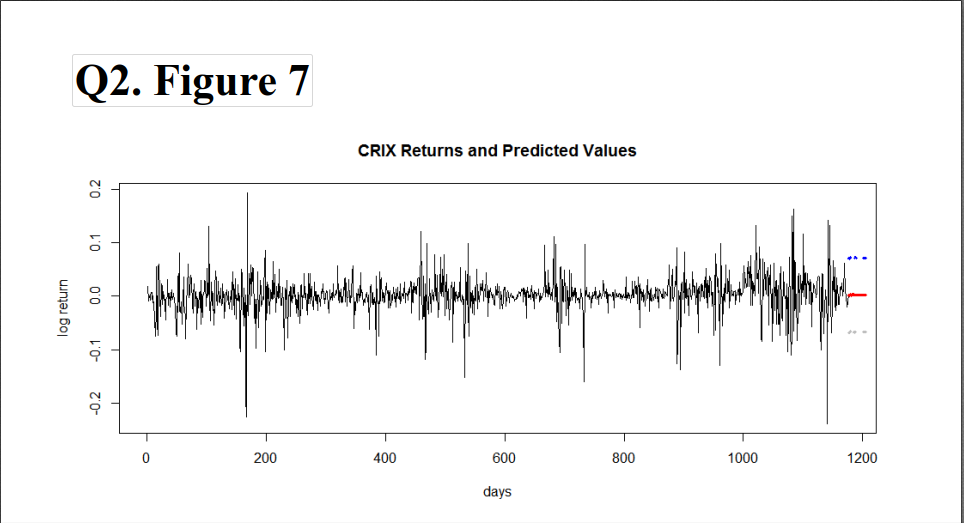 Q2. Figure 7
CRIX Returns and Predicted Values
0.2
0.1
0.0
-0.1
-0.2
log return
0 200 400 600 800 1000 1200
days